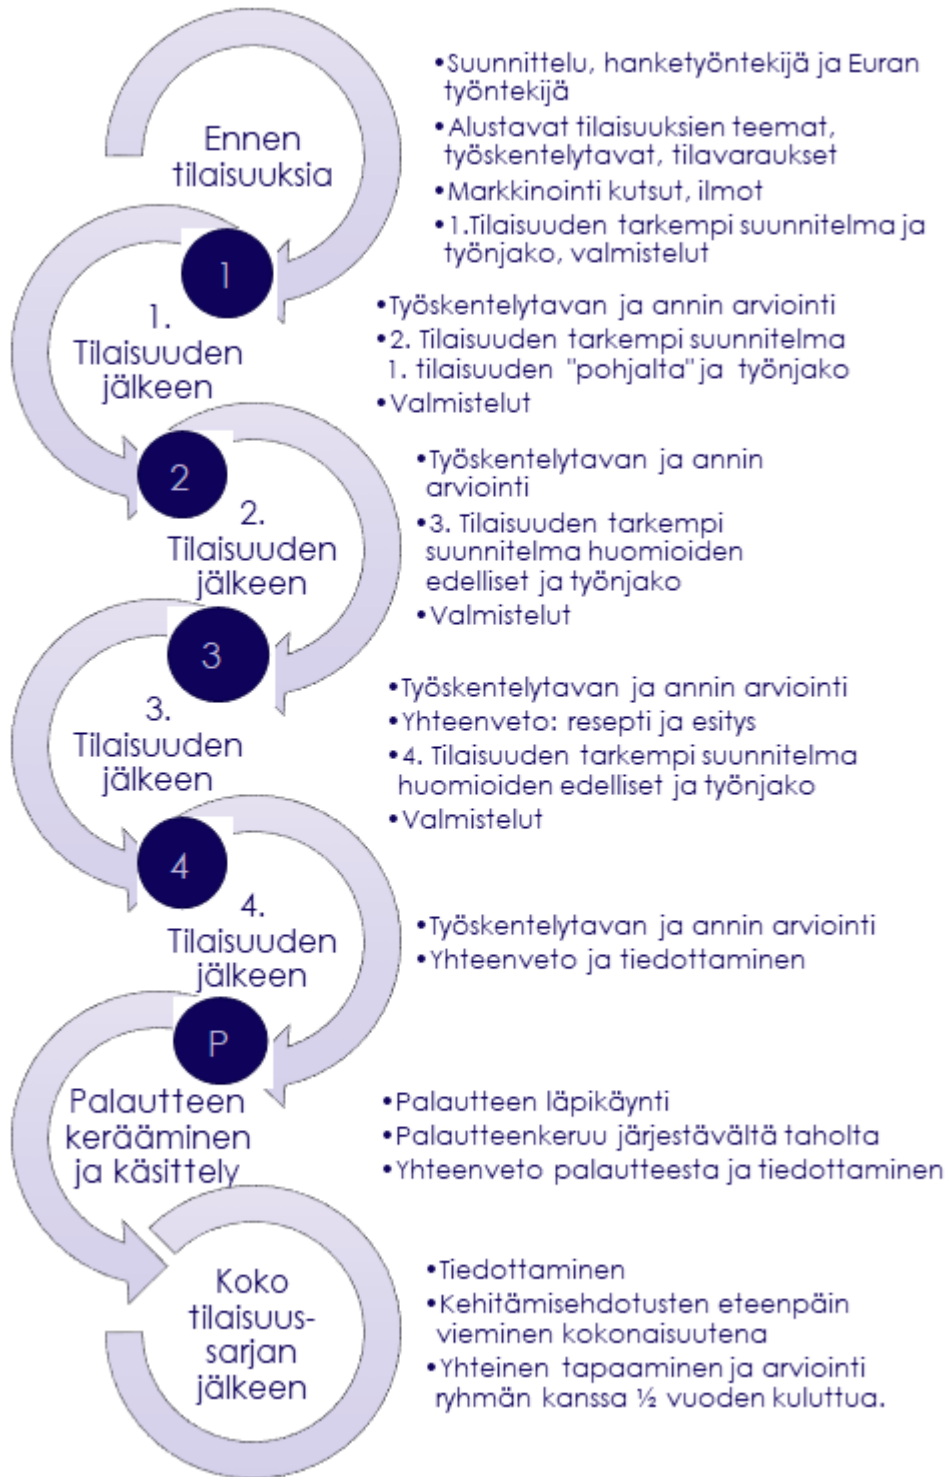 Ennen
tilaisuuksia
•Suunnittelu, hanketyöntekijä ja Euran
työntekijä
•Alustavat tilaisuuksien teemat,
työskentelytavat, tilavaraukset
•Markkinointi kutsut, ilmot
•1.Tilaisuuden tarkempi suunnitelma ja
työnjako, valmistelut
1
1.
Tilaisuuden
jälkeen
•Työskentelytavan ja annin arviointi
•2. Tilaisuuden tarkempi suunnitelma
1. tilaisuuden "pohjalta" ja työnjako
•Valmistelut
2
2.
Tilaisuuden
jälkeen
•Työskentelytavan ja annin
arviointi
•3. Tilaisuuden tarkempi
suunnitelma huomioiden
edelliset ja työnjako
•Valmistelut
3
3.
Tilaisuuden
jälkeen
•Työskentelytavan ja annin arviointi
•Yhteenveto: resepti ja esitys
•4. Tilaisuuden tarkempi suunnitelma
huomioiden edelliset ja työnjako
•Valmistelut
4
4.
Tilaisuuden
jälkeen
•Työskentelytavan ja annin arviointi
•Yhteenveto ja tiedottaminen
P
Palautteen
kerääminen
ja käsittely
•Palautteen läpikäynti
•Palautteenkeruu järjestävältä taholta
•Yhteenveto palautteesta ja tiedottaminen
Koko
tilaisuus-
sarjan
jälkeen
•Tiedottaminen
•Kehitämisehdotusten eteenpäin
vieminen kokonaisuutena
•Yhteinen tapaaminen ja arviointi
ryhmän kanssa ½ vuoden kuluttua.